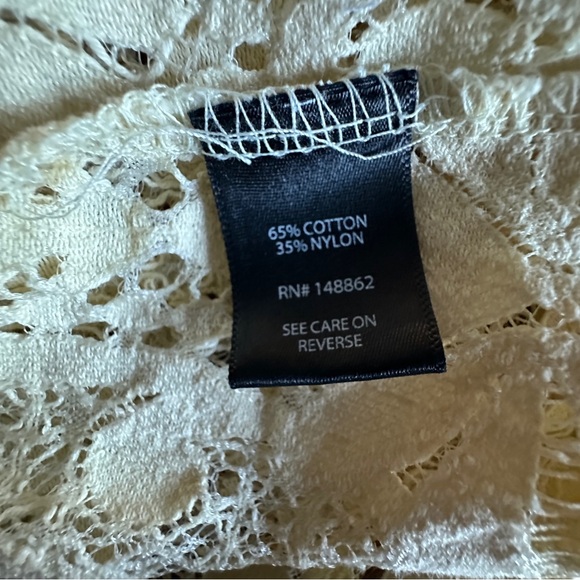 65% COTTON
35% NYLON
RN# 148862
SEE CARE ON
REVERSE